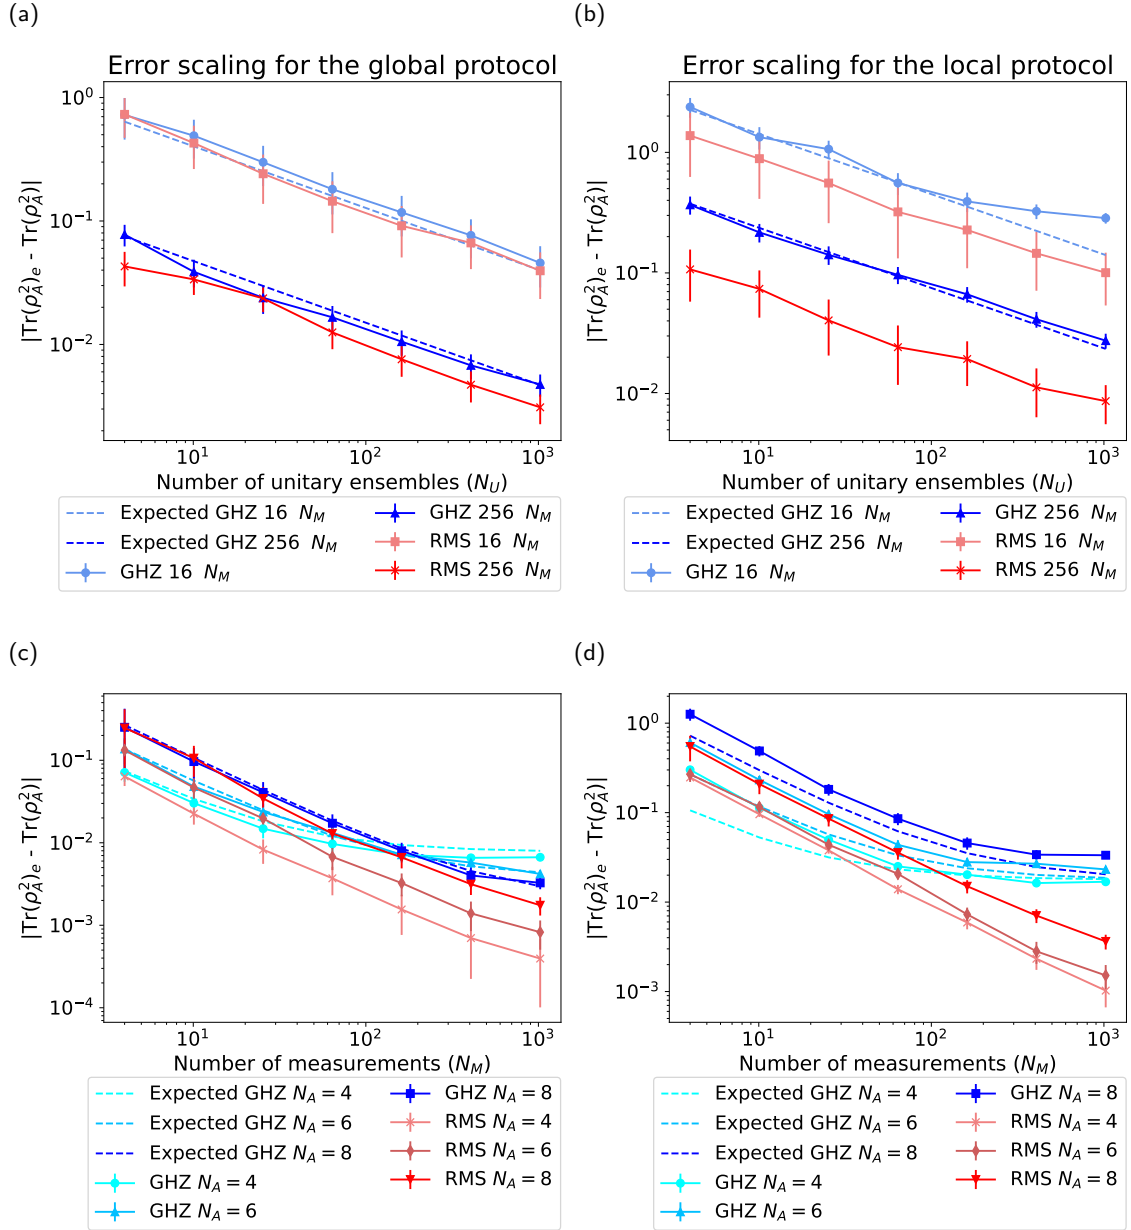 (a)
Error scaling for the global protocol
|Tr(ρ_A^2)_e - Tr(ρ_A^2)|
10^0
10^-1
10^-2
10^1
10^2
10^3
Number of unitary ensembles (N_U)
Expected GHZ 16 N_M
Expected GHZ 256 N_M
GHZ 16 N_M
GHZ 256 N_M
RMS 16 N_M
RMS 256 N_M
(b)
Error scaling for the local protocol
|Tr(ρ_A^2)_e - Tr(ρ_A^2)|
10^0
10^-1
10^-2
10^1
10^2
10^3
Number of unitary ensembles (N_U)
Expected GHZ 16 N_M
Expected GHZ 256 N_M
GHZ 16 N_M
GHZ 256 N_M
RMS 16 N_M
RMS 256 N_M
(c)
|Tr(ρ_A^2)_e - Tr(ρ_A^2)|
10^-1
10^-2
10^-3
10^-4
10^1
10^2
10^3
Number of measurements (N_M)
Expected GHZ N_A = 4
Expected GHZ N_A = 6
Expected GHZ N_A = 8
GHZ N_A = 4
GHZ N_A = 6
GHZ N_A = 8
RMS N_A = 4
RMS N_A = 6
RMS N_A = 8
(d)
|Tr(ρ_A^2)_e - Tr(ρ_A^2)|
10^0
10^-1
10^-2
10^-3
10^1
10^2
10^3
Number of measurements (N_M)
Expected GHZ N_A = 4
Expected GHZ N_A = 6
Expected GHZ N_A = 8
GHZ N_A = 4
GHZ N_A = 6
GHZ N_A = 8
RMS N_A = 4
RMS N_A = 6
RMS N_A = 8